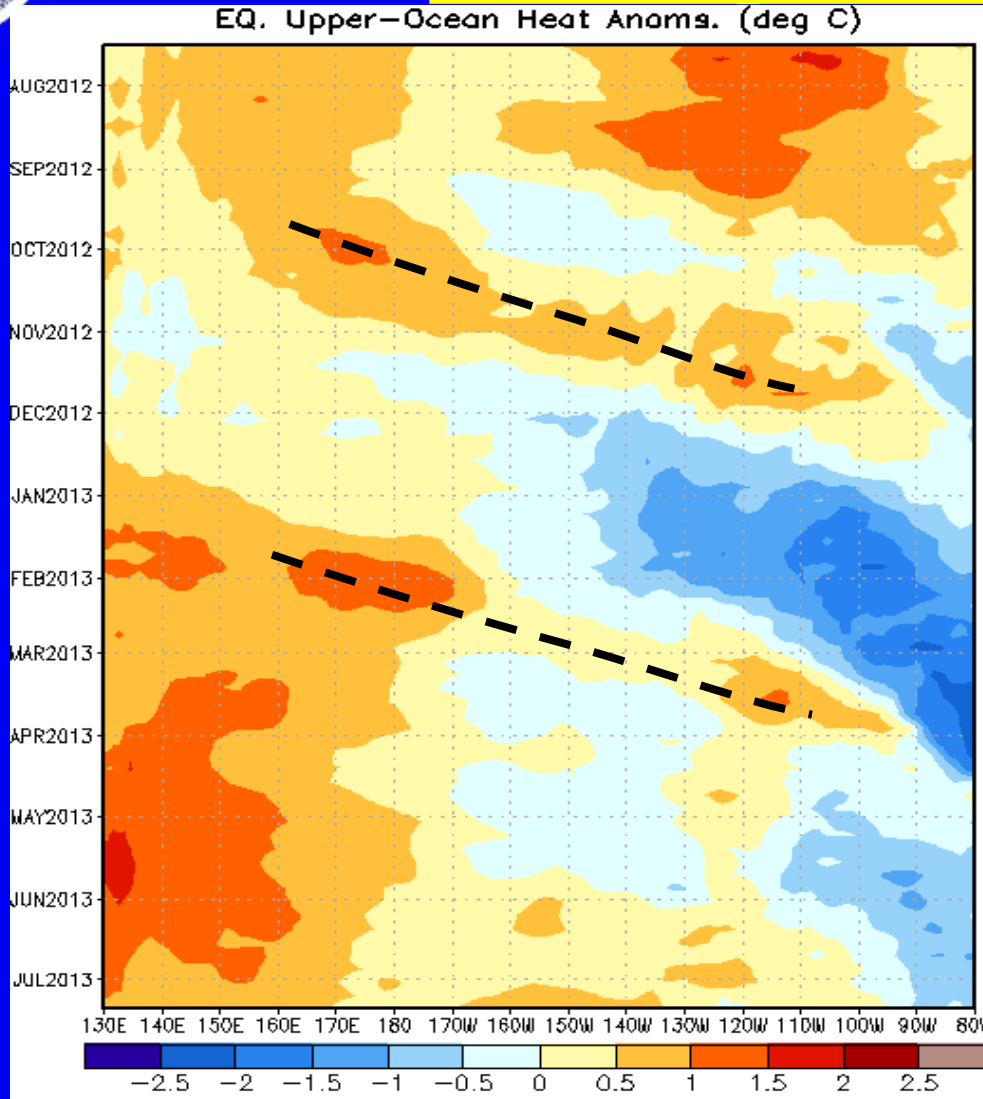 EQ. Upper-Ocean Heat Anoms. (deg C)
AUG2012
SEP2012
OCT2012
NOV2012
DEC2012
JAN2013
FEB2013
MAR2013
APR2013
MAY2013
JUN2013
JUL2013
130E 140E 150E 160E 170E 180 170W 160W 150W 140W 130W 120W 110W 100W 90W 80W
-2.5 -2 -1.5 -1 -0.5 0 0.5 1 1.5 2 2.5